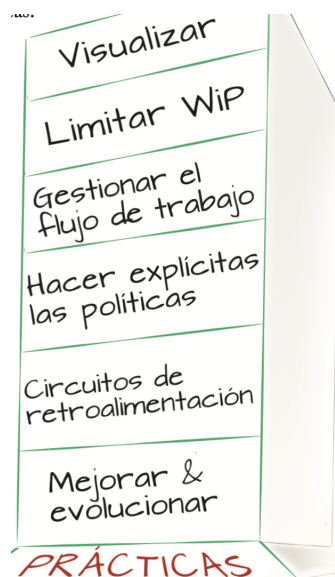 Visualizar
Limitar WiP
Gestionar el
flujo de trabajo
Hacer explícitas
las políticas
Circuitos de
retroalimentación
Mejorar &
evolucionar
PRÁCTICAS